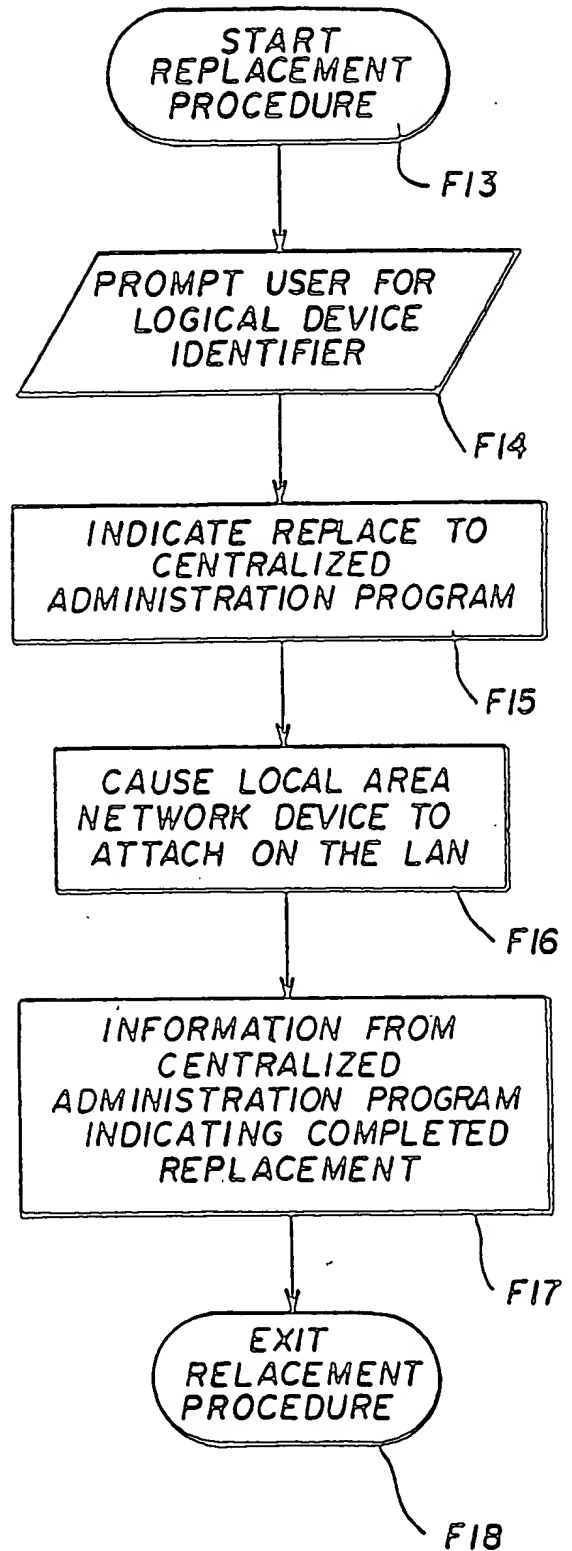 START
REPLACEMENT
PROCEDURE
F13
PROMPT USER FOR
LOGICAL DEVICE
IDENTIFIER
F14
INDICATE REPLACE TO
CENTRALIZED
ADMINISTRATION PROGRAM
F15
CAUSE LOCAL AREA
NETWORK DEVICE TO
ATTACH ON THE LAN
F16
INFORMATION FROM
CENTRALIZED
ADMINISTRATION PROGRAM
INDICATING COMPLETED
REPLACEMENT
F17
EXIT
RELACEMENT
PROCEDURE
F18